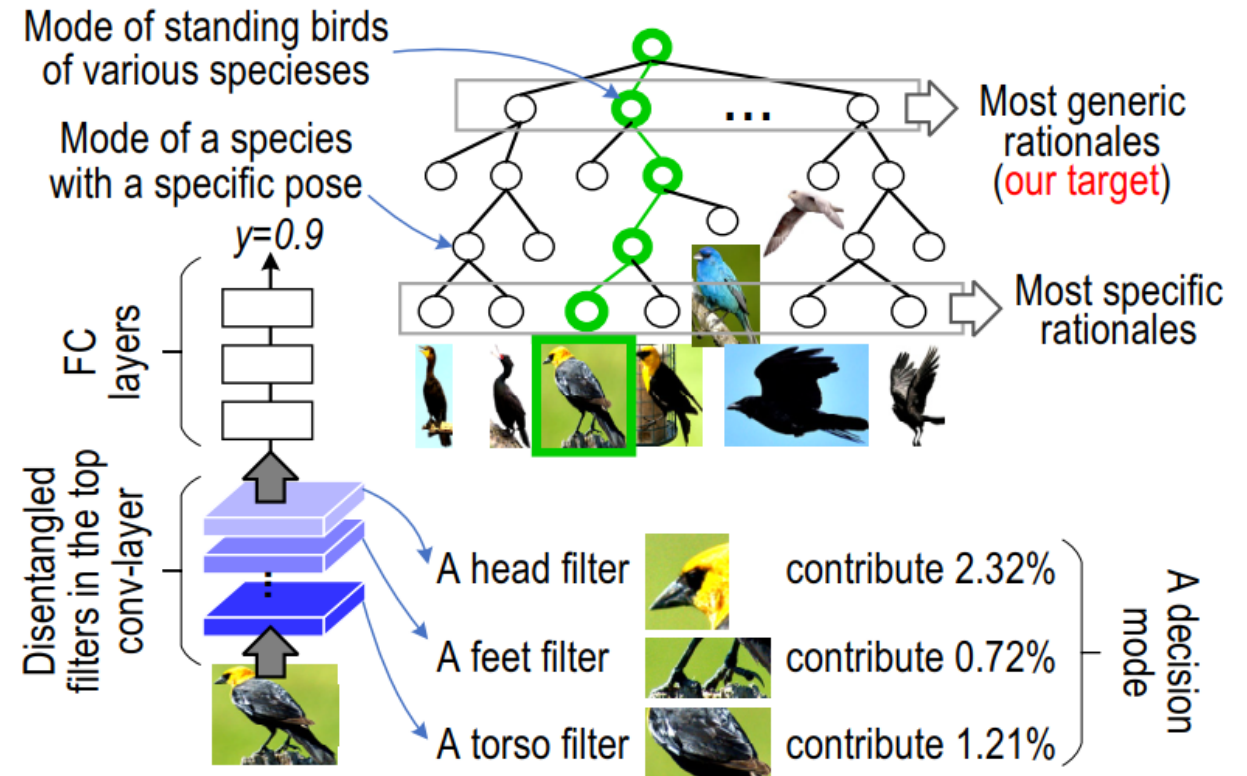 Mode of standing birds
of various specieses
Mode of a species
with a specific pose
y=0.9
...
Most generic
rationales
(our target)
Most specific
rationales
FC
layers
Disentangled
filters in the top
conv-layer
A head filter
contribute 2.32%
A feet filter
contribute 0.72%
A torso filter
contribute 1.21%
A decision
mode